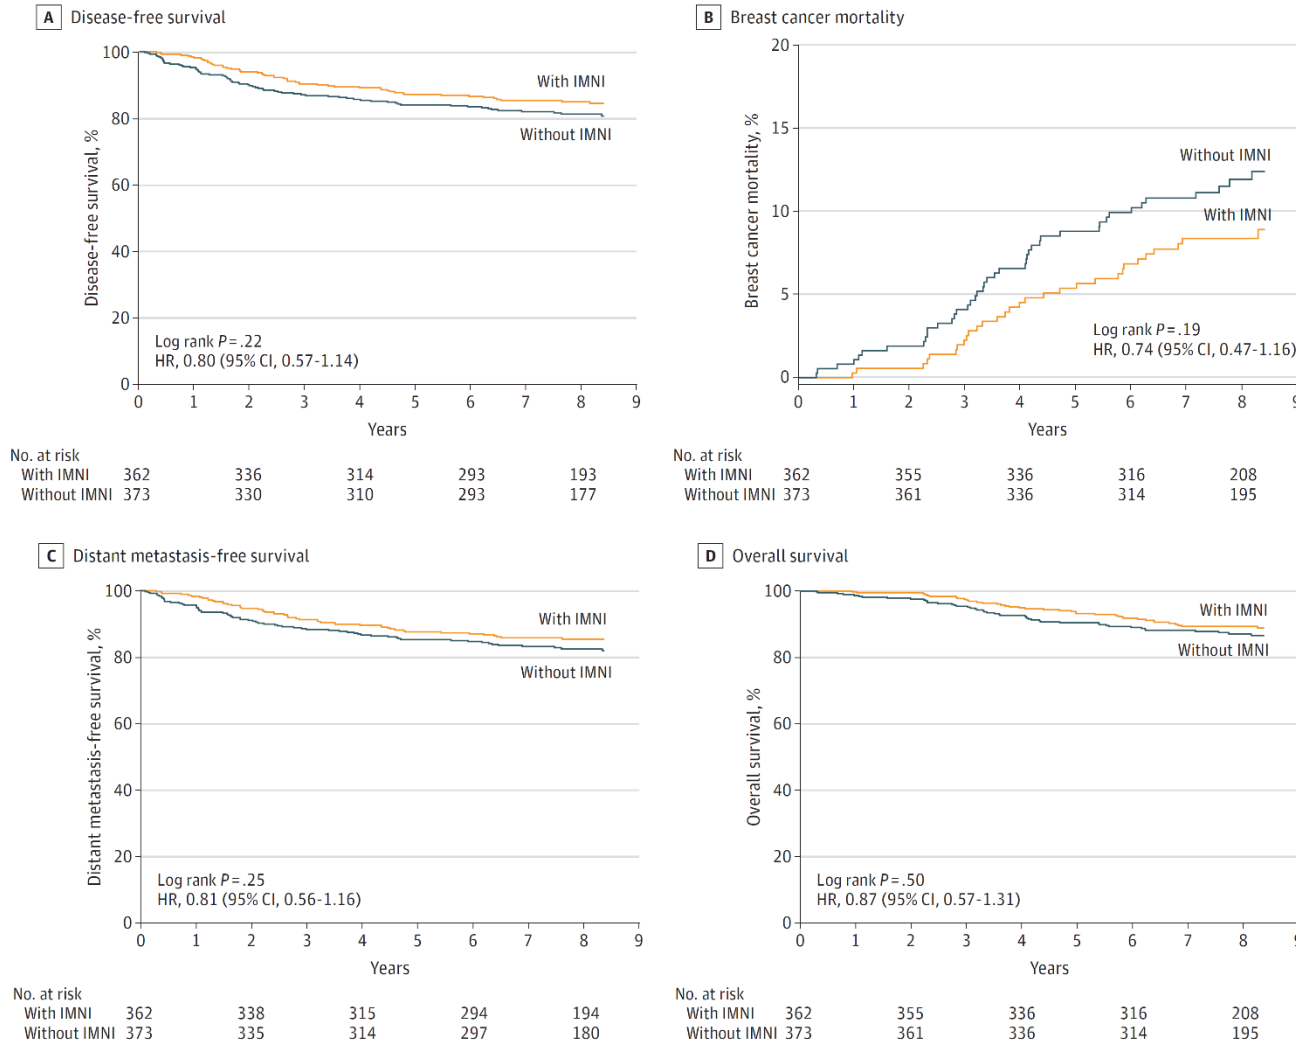 A Disease-free survival
Disease-free survival, %
100
80
60
40
20
0
With IMNI
Without IMNI
Log rank P = .22
HR, 0.80 (95% CI, 0.57-1.14)
0 1 2 3 4 5 6 7 8 9
Years
No. at risk
With IMNI 362 336 314 293 193
Without IMNI 373 330 310 293 177
B Breast cancer mortality
Breast cancer mortality, %
20
15
10
5
0
Without IMNI
With IMNI
Log rank P = .19
HR, 0.74 (95% CI, 0.47-1.16)
0 1 2 3 4 5 6 7 8 9
Years
No. at risk
With IMNI 362 355 336 316 208
Without IMNI 373 361 336 314 195
C Distant metastasis-free survival
Distant metastasis-free survival, %
100
80
60
40
20
0
With IMNI
Without IMNI
Log rank P = .25
HR, 0.81 (95% CI, 0.56-1.16)
0 1 2 3 4 5 6 7 8 9
Years
No. at risk
With IMNI 362 338 315 294 194
Without IMNI 373 335 314 297 180
D Overall survival
Overall survival, %
100
80
60
40
20
0
With IMNI
Without IMNI
Log rank P = .50
HR, 0.87 (95% CI, 0.57-1.31)
0 1 2 3 4 5 6 7 8 9
Years
No. at risk
With IMNI 362 355 336 316 208
Without IMNI 373 361 336 314 195